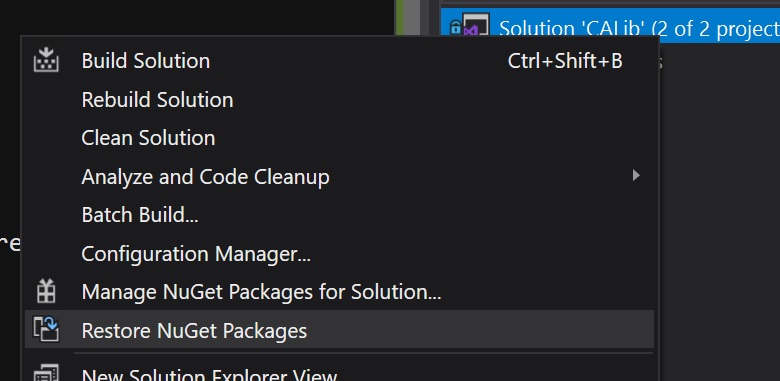 Solution 'CALib' (2 of 2 project
Build Solution Ctrl+Shift+B
Rebuild Solution
Clean Solution
Analyze and Code Cleanup
Batch Build...
Configuration Manager...
re
Manage NuGet Packages for Solution...
Restore NuGet Packages
New Solution Explorer View